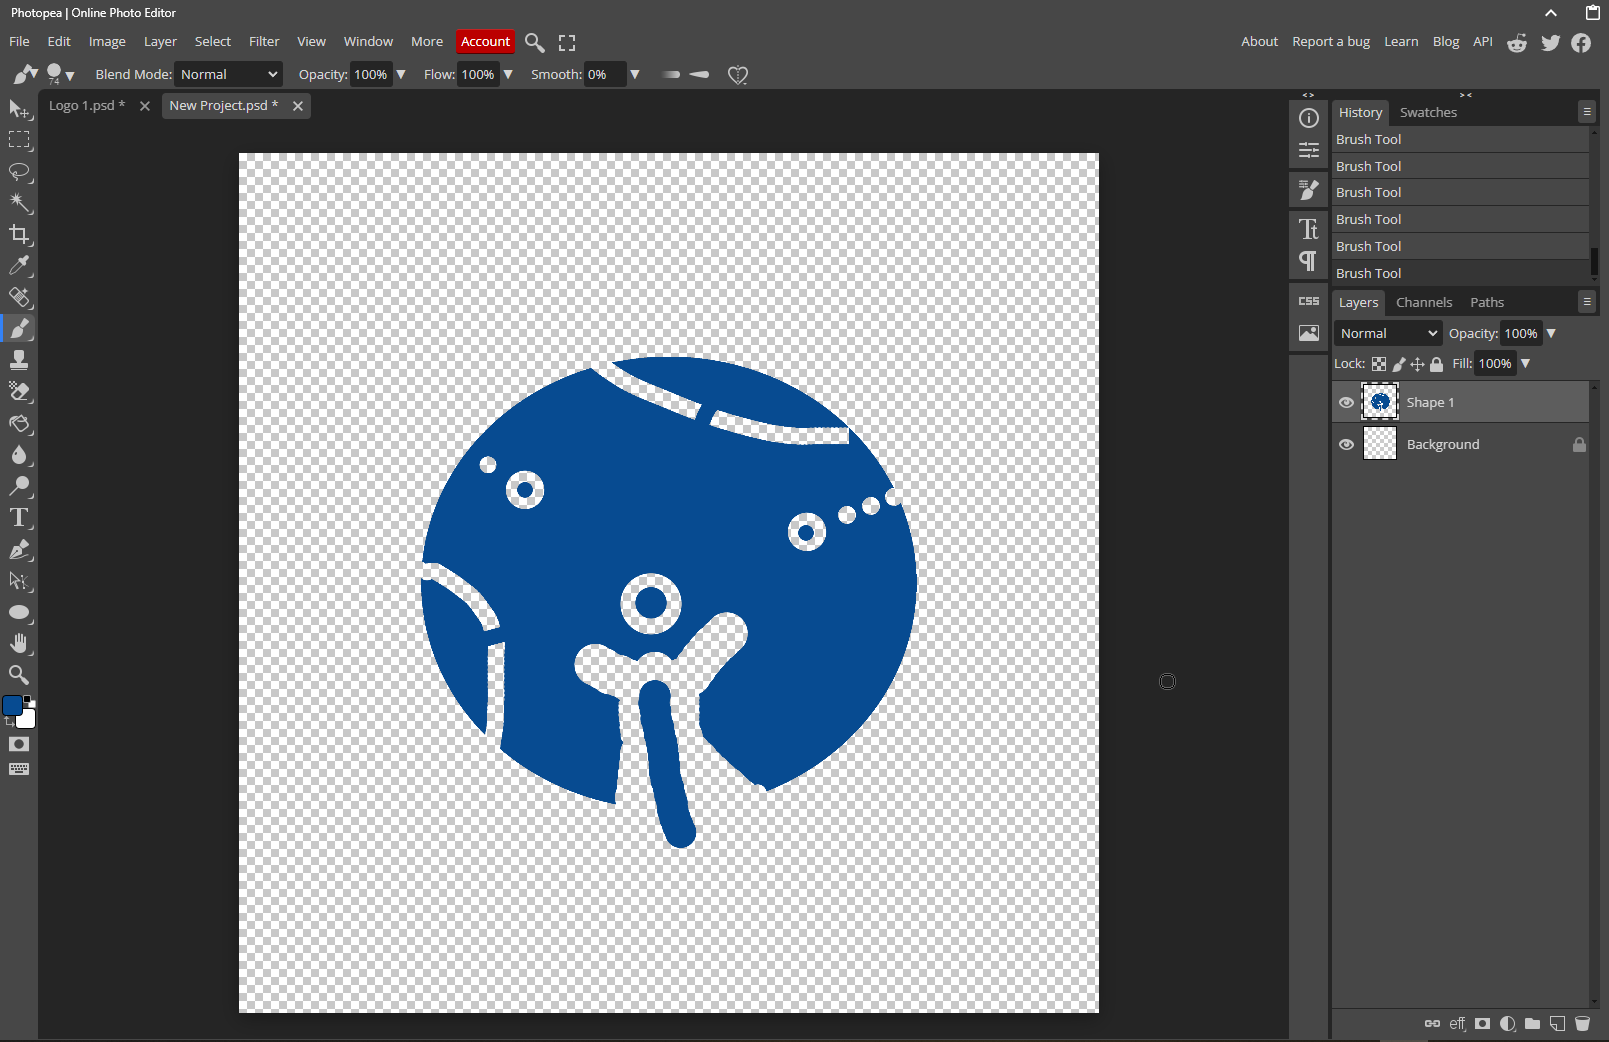 Photopea | Online Photo Editor
File Edit Image Layer Select Filter View Window More Account About Report a bug Learn Blog API
74 Blend Mode: Normal Opacity: 100% Flow: 100% Smooth: 0%
Logo 1.psd * New Project.psd *
History Swatches
Brush Tool
Brush Tool
Brush Tool
Brush Tool
Brush Tool
Brush Tool
Layers Channels Paths
Normal Opacity: 100%
Lock: Fill: 100%
Shape 1
Background
CSS
eff